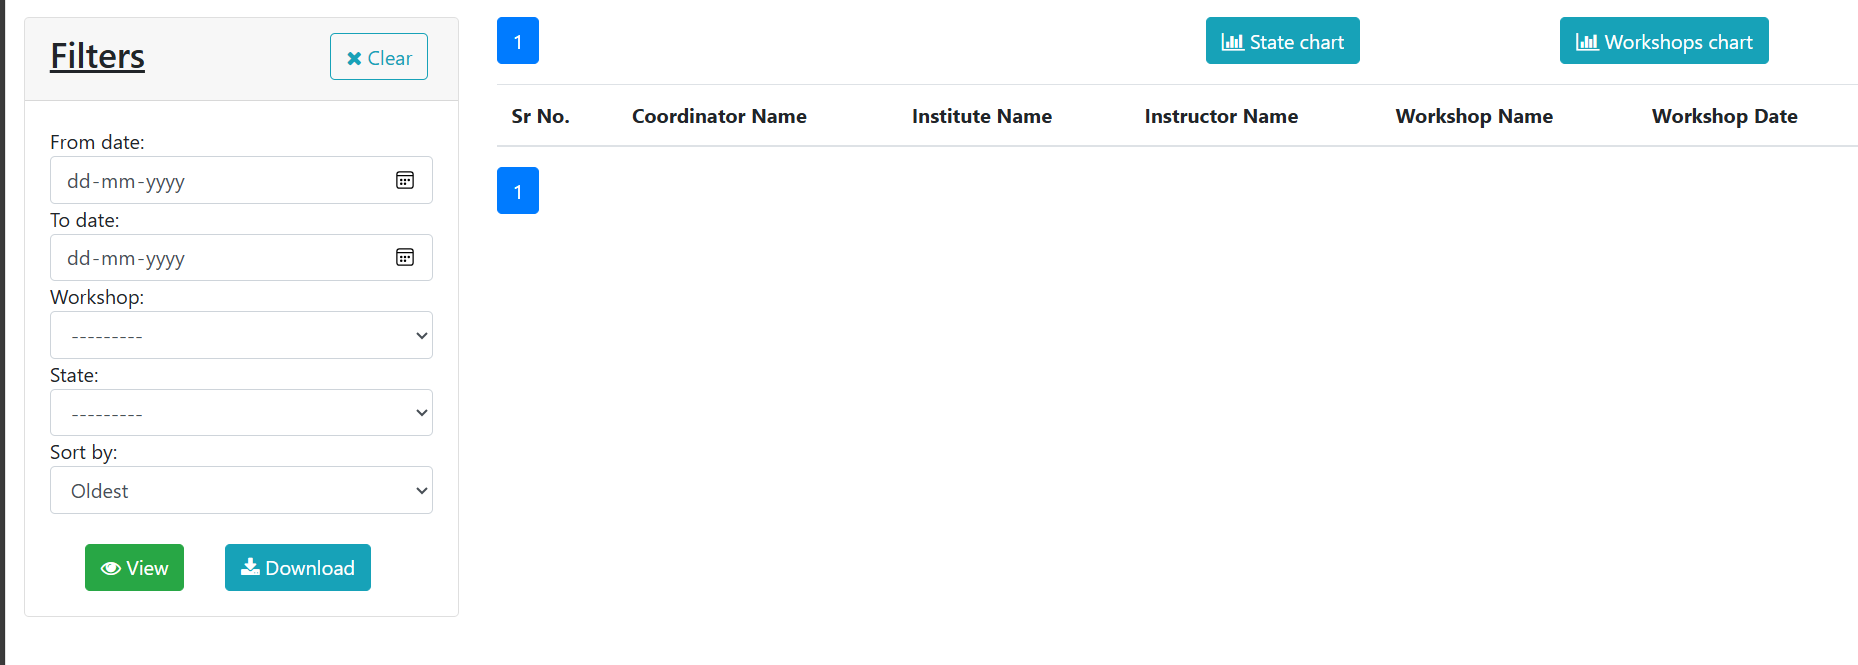 Filters
Clear
From date:
dd-mm-yyyy
To date:
dd-mm-yyyy
Workshop:
---------
State:
---------
Sort by:
Oldest
View Download
1 State chart Workshops chart
Sr No. Coordinator Name Institute Name Instructor Name Workshop Name Workshop Date
1